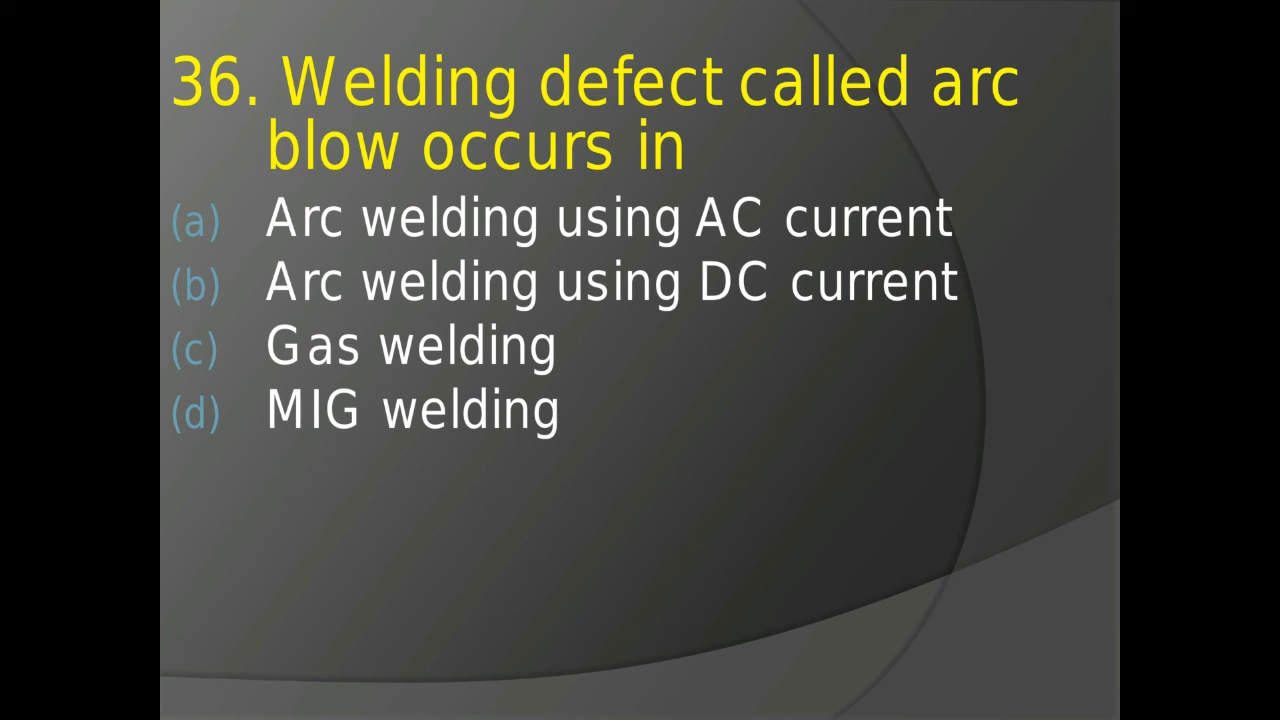 36. Welding defect called arc
blow occurs in
(a) Arc welding using AC current
(b) Arc welding using DC current
(c) Gas welding
(d) MIG welding